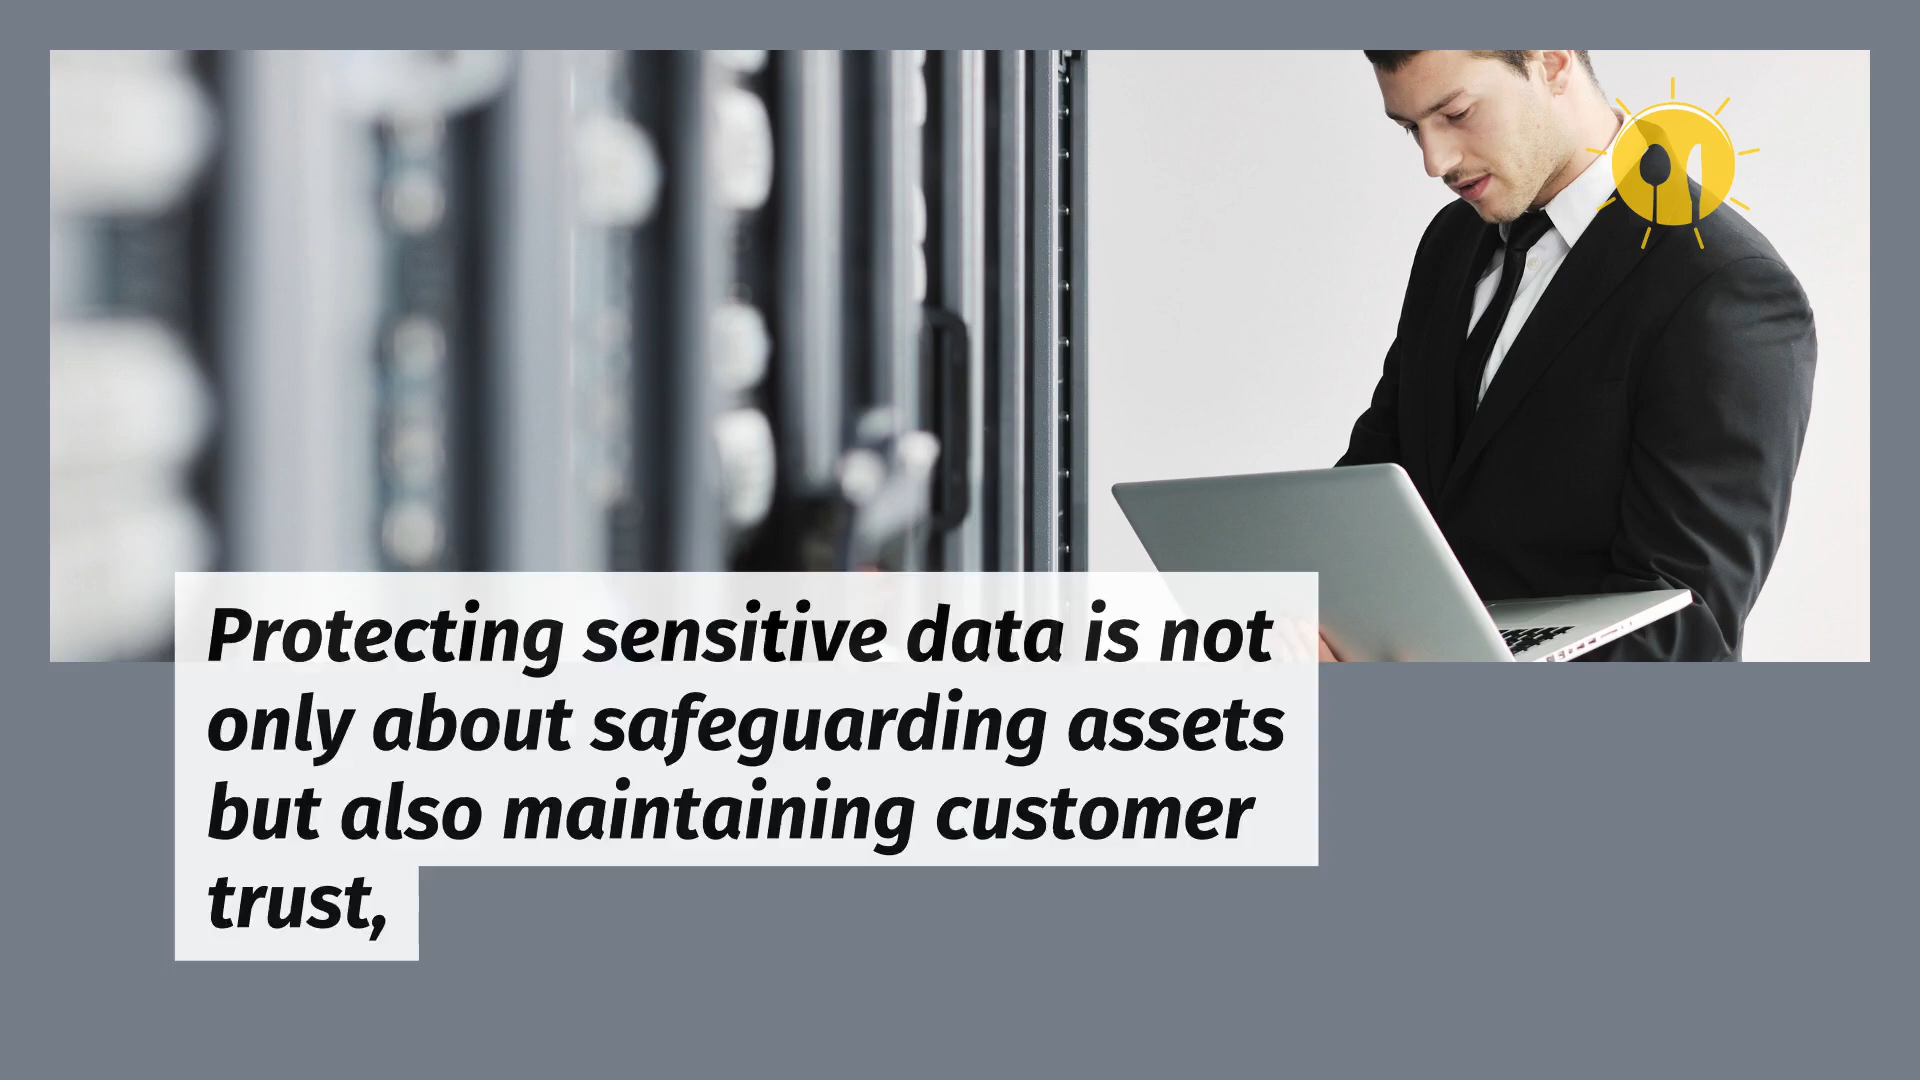 Protecting sensitive data is not
only about safeguarding assets
but also maintaining customer
trust,